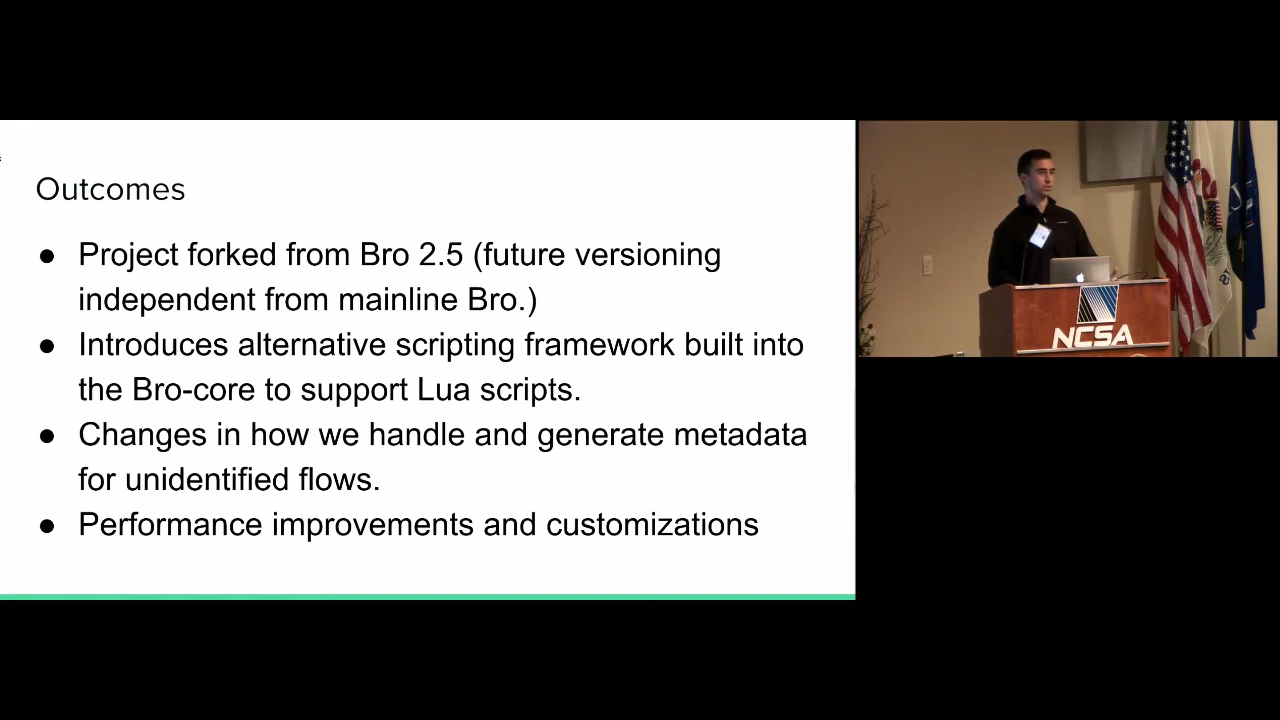 Outcomes
● Project forked from Bro 2.5 (future versioning
independent from mainline Bro.)
● Introduces alternative scripting framework built into
the Bro-core to support Lua scripts.
● Changes in how we handle and generate metadata
for unidentified flows.
● Performance improvements and customizations
NCSA